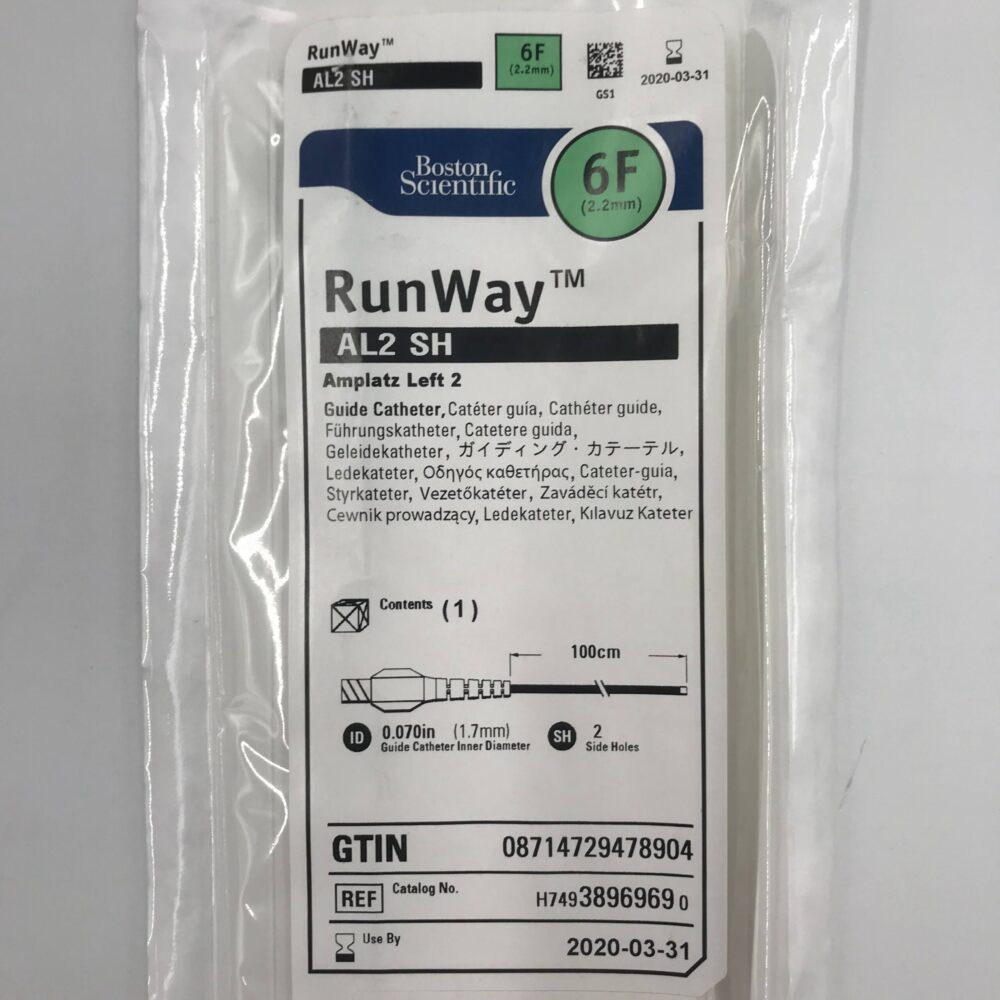 RunWay™
AL2 SH
6F
(2.2mm)
GS1
2020-03-31
Boston
Scientific
6F
(2.2mm)
RunWay™
AL2 SH
Amplatz Left 2
Guide Catheter, Catéter guía, Cathéter guide,
Führungskatheter, Catetere guida,
Geleidekatheter, ガイディング・カテーテル,
Ledekateter, Οδηγός καθετήρας, Cateter-guia,
Styrkateter, Vezetőkatéter, Zaváděcí katétr,
Cewnik prowadzący, Ledekateter, Kılavuz Kateter
Contents (1)
100cm
ID 0.070in (1.7mm)
Guide Catheter Inner Diameter
SH 2
Side Holes
GTIN 08714729478904
REF Catalog No. H74938969690
Use By 2020-03-31